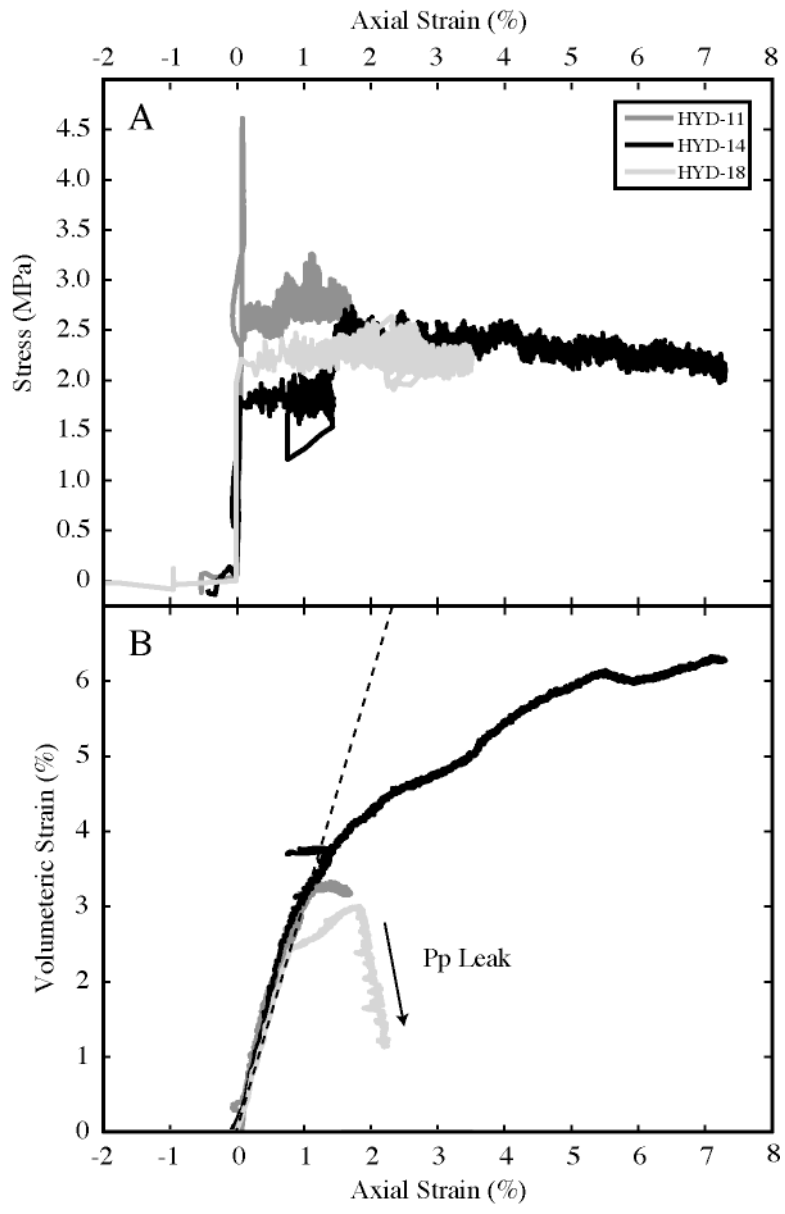 Axial Strain (%)
-2 -1 0 1 2 3 4 5 6 7 8
A
HYD-11
HYD-14
HYD-18
4.5
4.0
3.5
3.0
2.5
2.0
1.5
1.0
0.5
0
Stress (MPa)
B
6
5
4
3
2
1
0
Volumeteric Strain (%)
Pp Leak
-2 -1 0 1 2 3 4 5 6 7 8
Axial Strain (%)